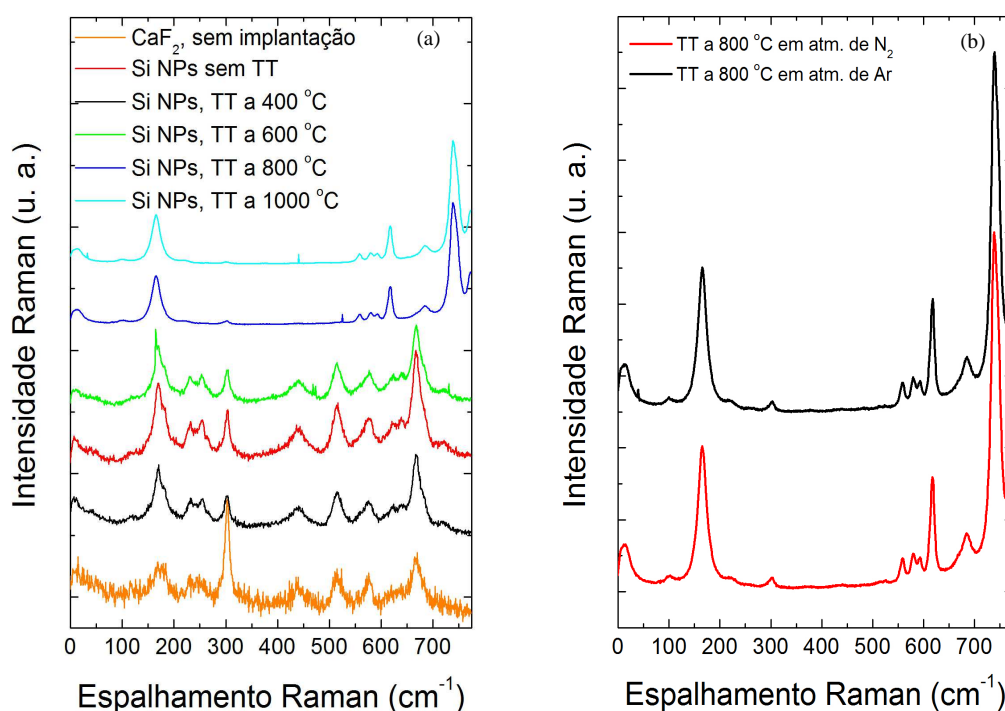 CaF₂, sem implantação
(a)
Si NPs sem TT
Si NPs, TT a 400 °C
Si NPs, TT a 600 °C
Si NPs, TT a 800 °C
Si NPs, TT a 1000 °C
Intensidade Raman (u. a.)
0 100 200 300 400 500 600 700
Espalhamento Raman (cm⁻¹)
(b)
TT a 800 °C em atm. de N₂
TT a 800 °C em atm. de Ar
Intensidade Raman (u. a.)
0 100 200 300 400 500 600 700
Espalhamento Raman (cm⁻¹)